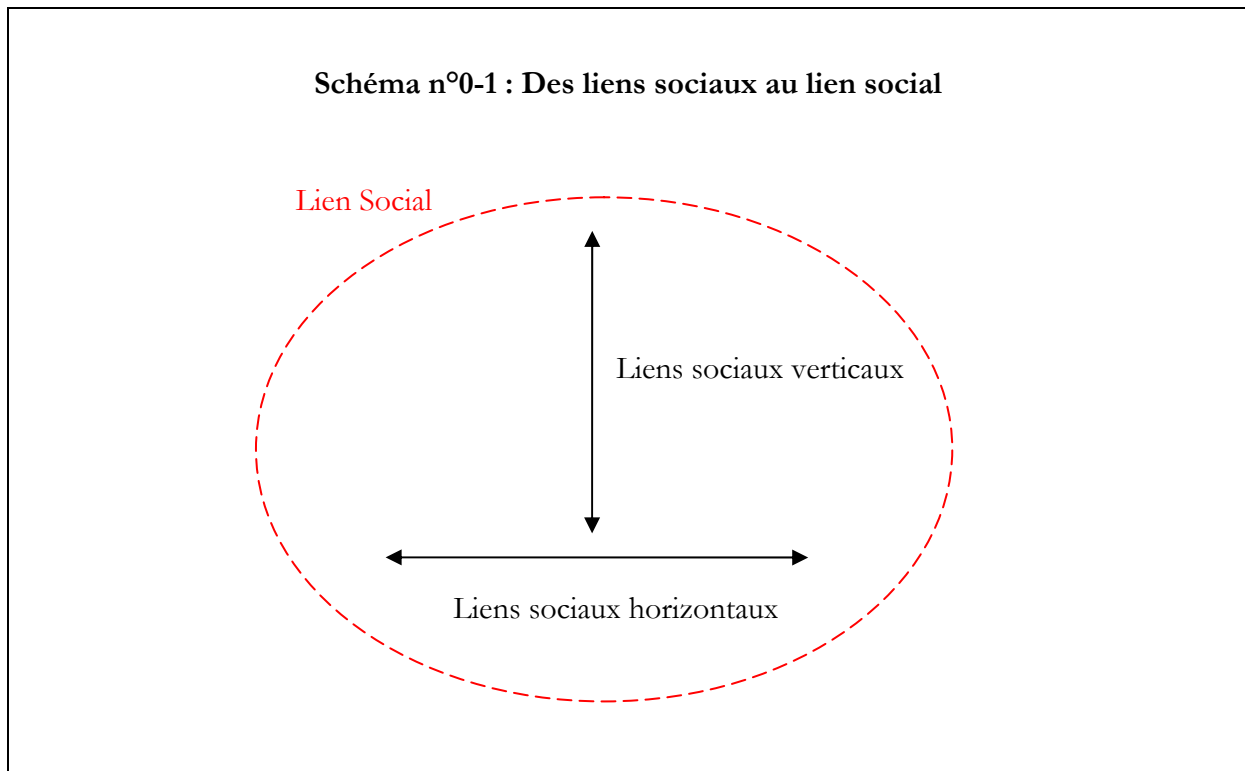 Schéma n°0-1 : Des liens sociaux au lien social
Lien Social
Liens sociaux verticaux
Liens sociaux horizontaux